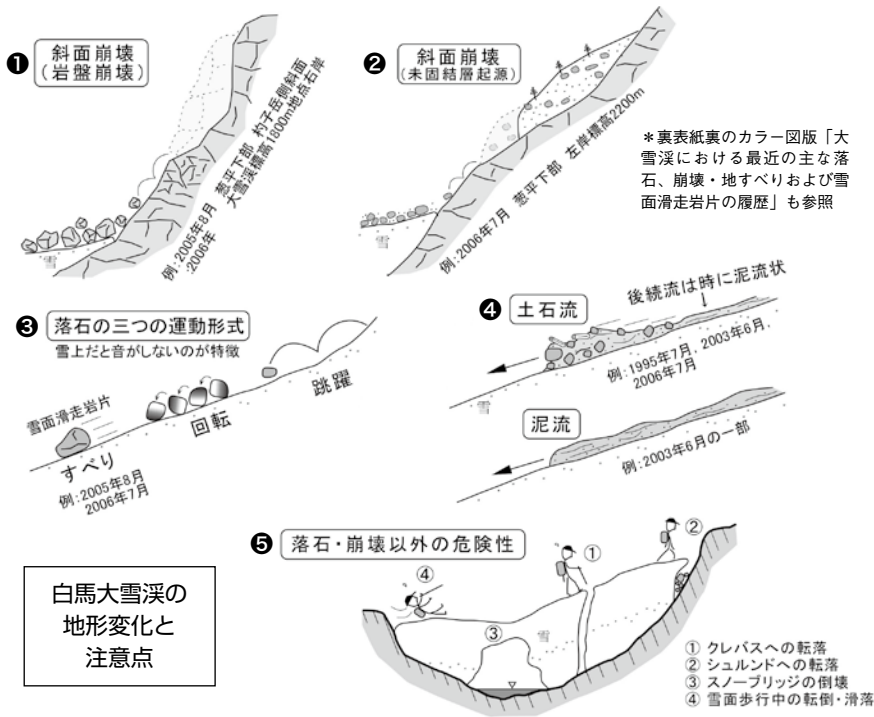 ❶ 斜面崩壊
(岩盤崩壊)
例:2005年8月 葱平下部 杓子岳側斜面
:2006年 大雪渓標高1800m地点右岸
雪
❷ 斜面崩壊
(未固結層起源)
例:2006年7月 葱平下部 左岸標高2200m
雪
*裏表紙裏のカラー図版「大
雪渓における最近の主な落
石、崩壊・地すべりおよび雪
面滑走岩片の履歴」も参照
❸ 落石の三つの運動形式
雪上だと音がしないのが特徴
跳躍
回転
雪面滑走岩片
すべり
例:2005年8月
2006年7月
❹ 土石流
後続流は時に泥流状
例:1995年7月, 2003年6月,
2006年7月
雪
泥流
例:2003年6月の一部
❺ 落石・崩壊以外の危険性
①
②
③
④
雪
① クレバスへの転落
② シュルンドへの転落
③ スノーブリッジの倒壊
④ 雪面歩行中の転倒・滑落
白馬大雪渓の
地形変化と
注意点